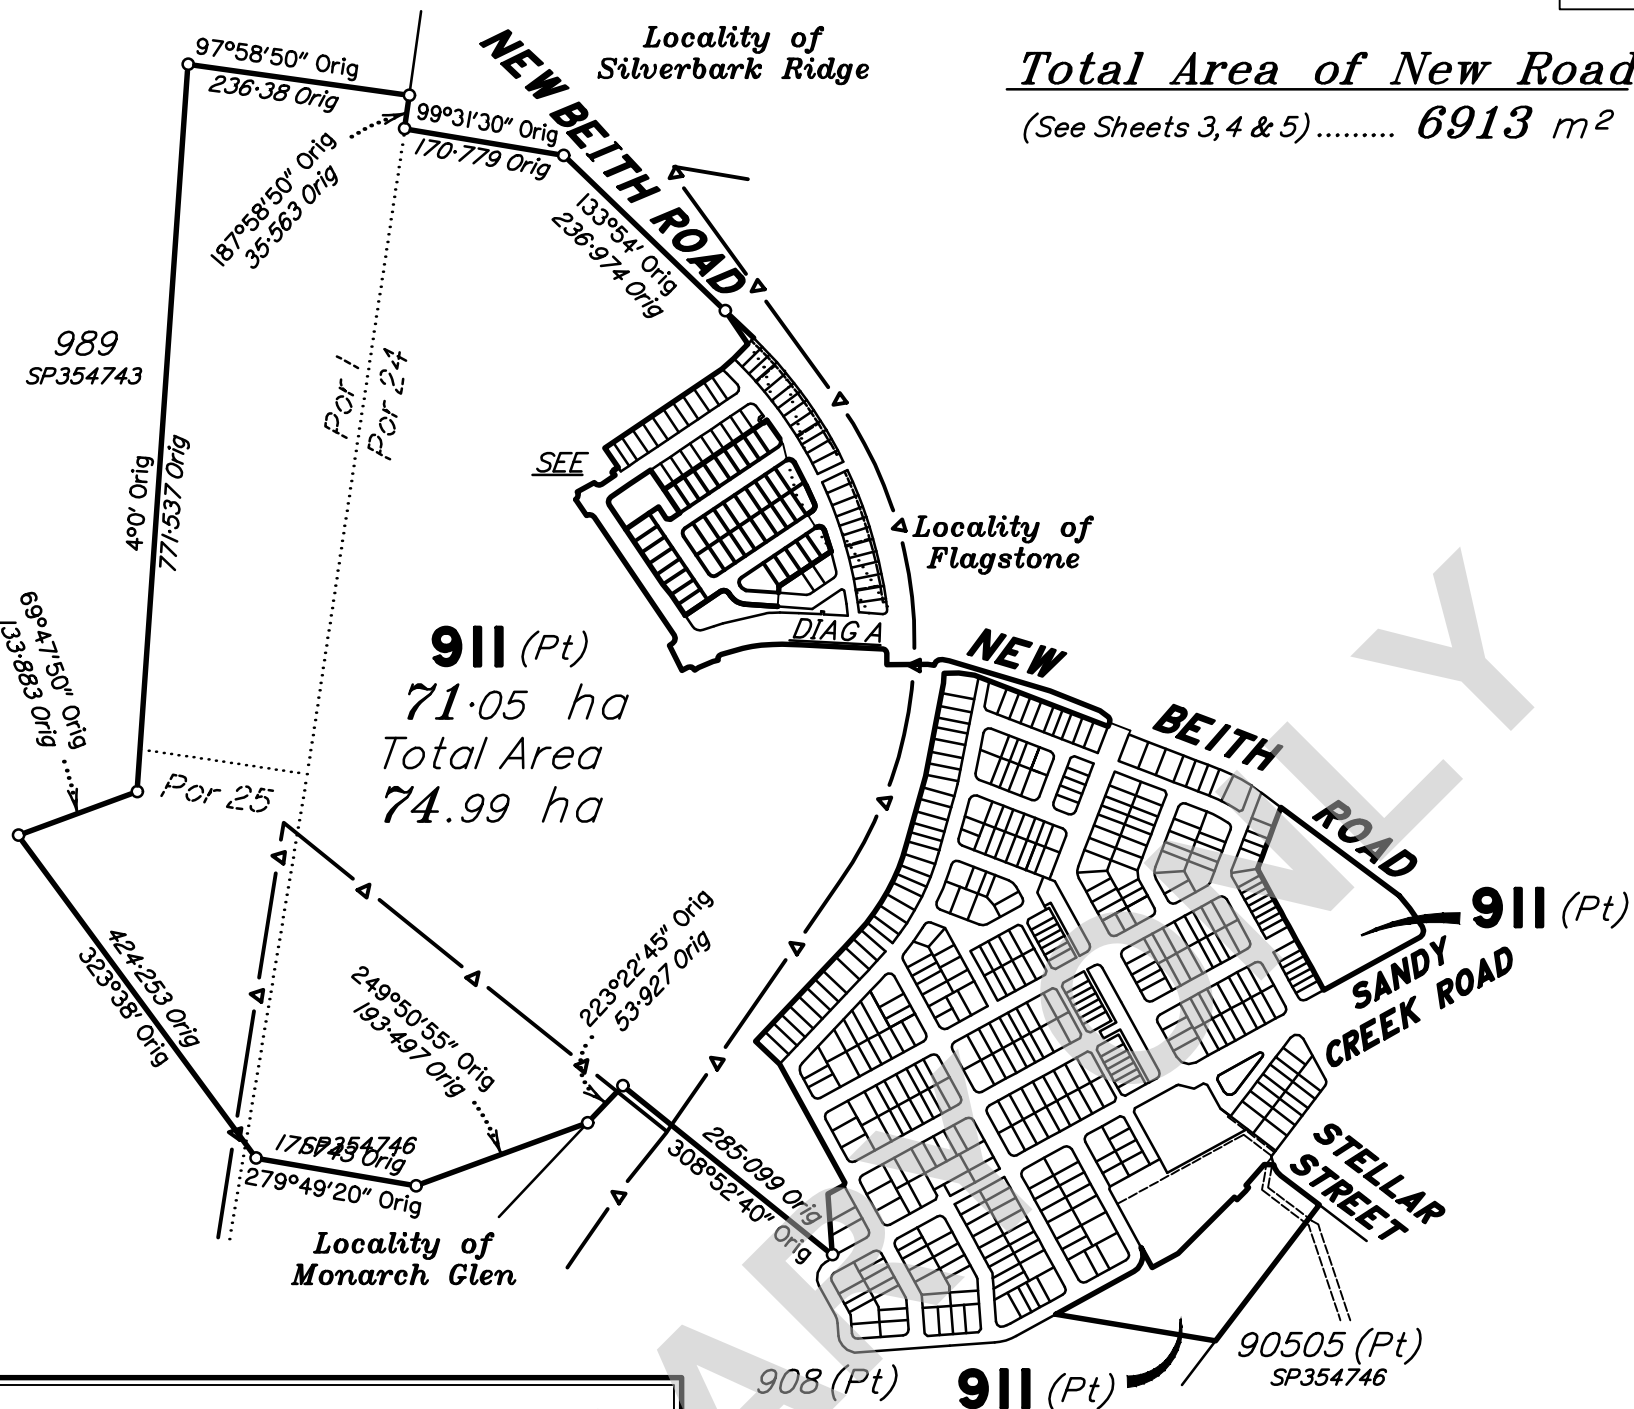 Total Area of New Road
(See Sheets 3, 4 & 5) ......... 6913 m²
Locality of
Silverbark Ridge
NEW BEITH ROAD
97°58'50" Orig
236·38 Orig
99°31'30" Orig
170·779 Orig
187°58'50" Orig
35·563 Orig
133°54' Orig
236·974 Orig
989
SP354743
Por 1
Por 24
4°0' Orig
771·537 Orig
SEE
Locality of
Flagstone
DIAG A
69°47'50" Orig
133·883 Orig
911 (Pt)
71·05 ha
Total Area
74.99 ha
Por 25
NEW BEITH ROAD
911 (Pt)
SANDY
CREEK ROAD
424·253 Orig
323°38' Orig
249°50'55" Orig
193·497 Orig
223°22'45" Orig
53·927 Orig
SP354746
279°49'20" Orig
285·099 Orig
308°52'40" Orig
STELLAR
STREET
Locality of
Monarch Glen
90505 (Pt)
SP354746
908 (Pt)
911 (Pt)
ONLY